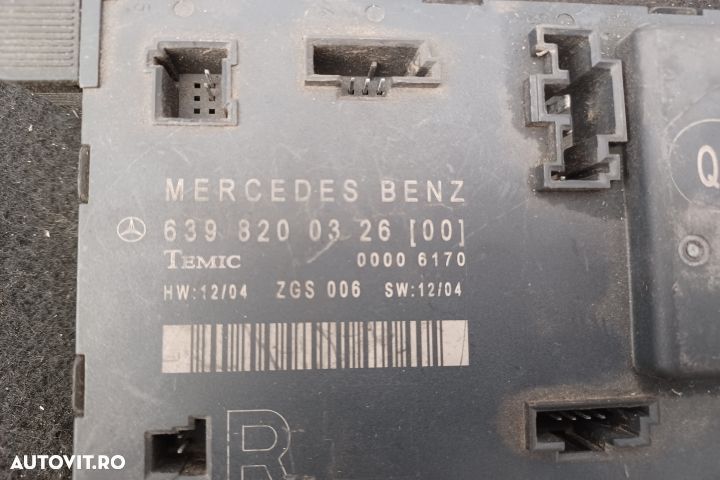 MERCEDES BENZ
639 820 03 26 [00]
TEMIC 0000 6170
HW:12/04 ZGS 006 SW:12/04
Q
R
AUTOVIT.RO